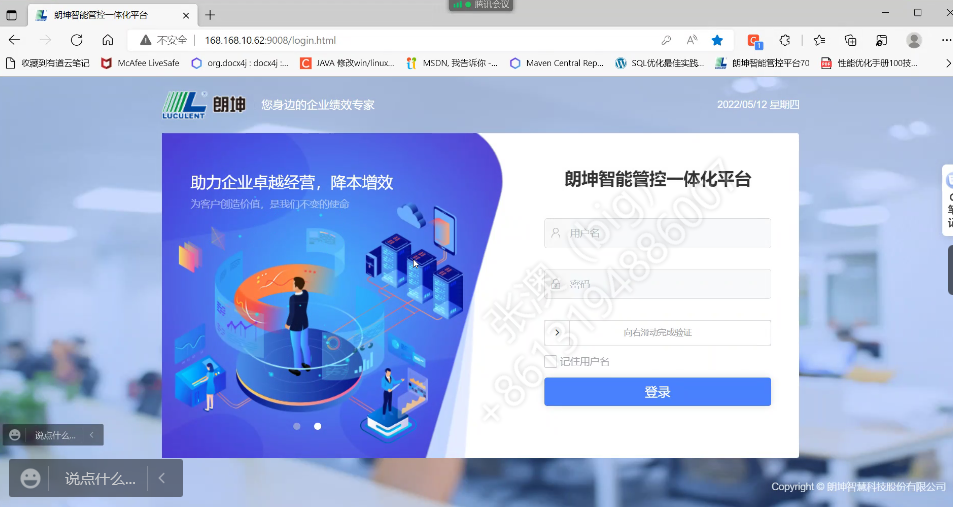 腾讯会议
朗坤智能管控一体化平台
不安全
168.168.10.62:9008/login.html
收藏到有道云笔记
McAfee LiveSafe
org.docx4j : docx4j :...
JAVA 修改win/linux...
MSDN, 我告诉你 -...
Maven Central Rep...
SQL优化最佳实践...
朗坤智能管控平台70
性能优化手册100技...
LUCULENT
朗坤
您身边的企业绩效专家
2022/05/12 星期四
助力企业卓越经营，降本增效
为客户创造价值，是我们不变的使命
朗坤智能管控一体化平台
用户名
密码
向右滑动完成验证
记住用户名
登录
说点什么...
说点什么...
Copyright © 朗坤智慧科技股份有限公司